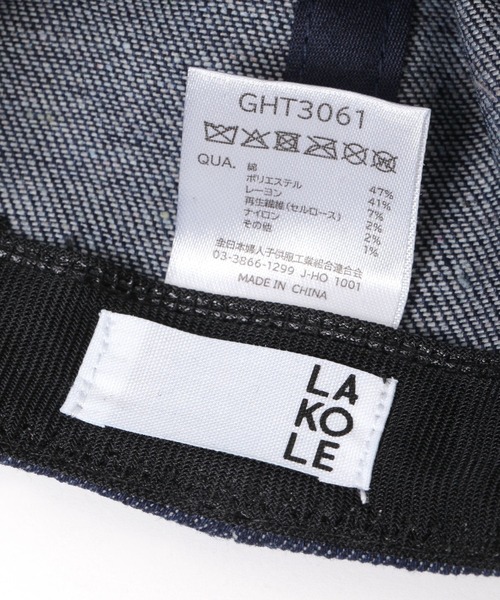 GHT3061
QUA. 綿 47%
ポリエステル 41%
レーヨン 7%
再生繊維(セルロース) 2%
ナイロン 2%
その他 1%
全日本婦人子供服工業組合連合会
03-3866-1299 J-HO 1001
MADE IN CHINA
LA
KO
LE